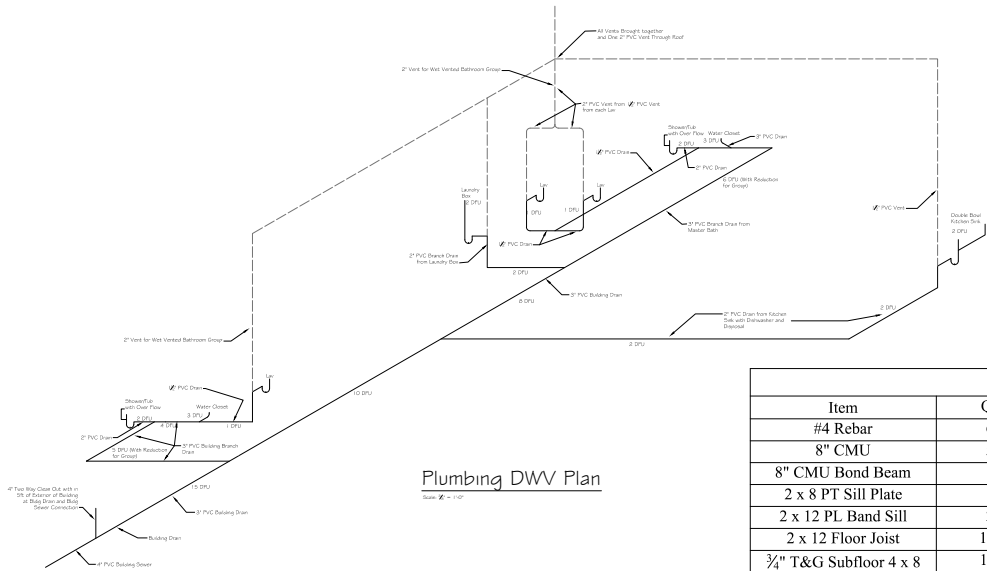 All Vents Brought together
and One 2" PVC Vent Through Roof
2" Vent for Wet Vented Bathroom Group
2" PVC Vent from PVC Vent
from each Lav
Shower/Tub
with Over Flow
2 DFU
Water Closet
3 DFU
3" PVC Drain
PVC Drain
2" PVC Drain
6 DFU (With Reduction
for Group)
Laundry
Box
2 DFU
Lav
Lav
1 DFU
1 DFU
3" PVC Branch Drain from
Master Bath
PVC Vent
Double Bowl
Kitchen Sink
2 DFU
PVC Drain
2" PVC Branch Drain
from Laundry Box
2 DFU
3" PVC Building Drain
8 DFU
2" PVC Drain from Kitchen
Sink with Dishwasher and
Disposal
2 DFU
2 DFU
2" Vent for Wet Vented Bathroom Group
10 DFU
PVC Drain
Lav
Shower/Tub
with Over Flow
2 DFU
Water Closet
3 DFU
4 DFU
1 DFU
2" PVC Drain
5 DFU (With Reduction
for Group)
3" PVC Building Branch
Drain
15 DFU
4" Two Way Clean Out with in
5ft of Exterior of Building
at Bldg Drain and Bldg
Sewer Connection
3" PVC Building Drain
Building Drain
4" PVC Building Sewer
Plumbing DWV Plan
Scale: = 1'-0"
Item
#4 Rebar
8" CMU
8" CMU Bond Beam
2 x 8 PT Sill Plate
2 x 12 PL Band Sill
2 x 12 Floor Joist
¾" T&G Subfloor 4 x 8